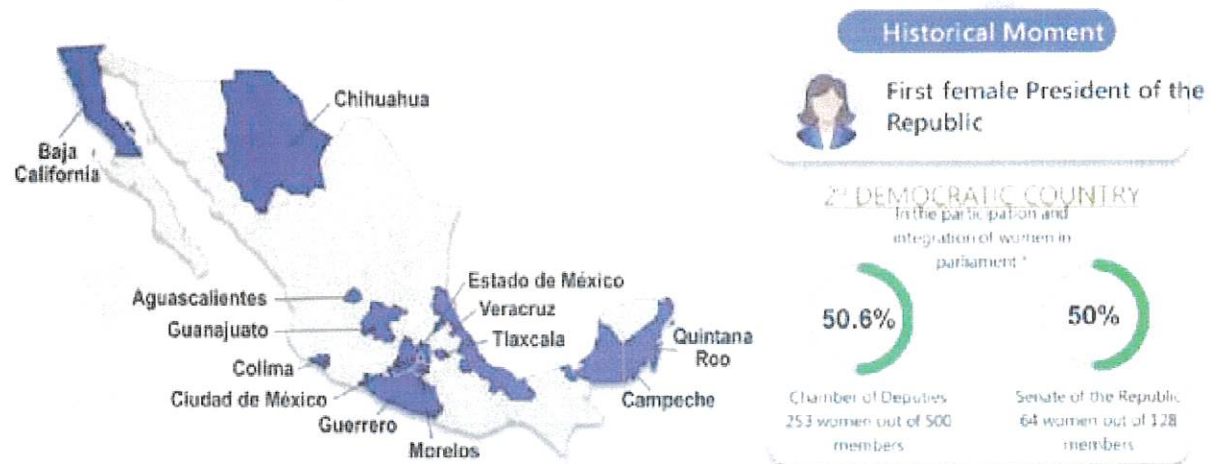 Chihuahua
Baja
California
Aguascalientes
Guanajuato
Colima
Ciudad de México
Guerrero
Morelos
Estado de México
Veracruz
Tlaxcala
Quintana
Roo
Campeche
Historical Moment
First female President of the
Republic
2º DEMOCRATIC COUNTRY
In the participation and
integration of women in
parliament
50.6%
Chamber of Deputies
253 women out of 500
members
50%
Senate of the Republic
64 women out of 128
members